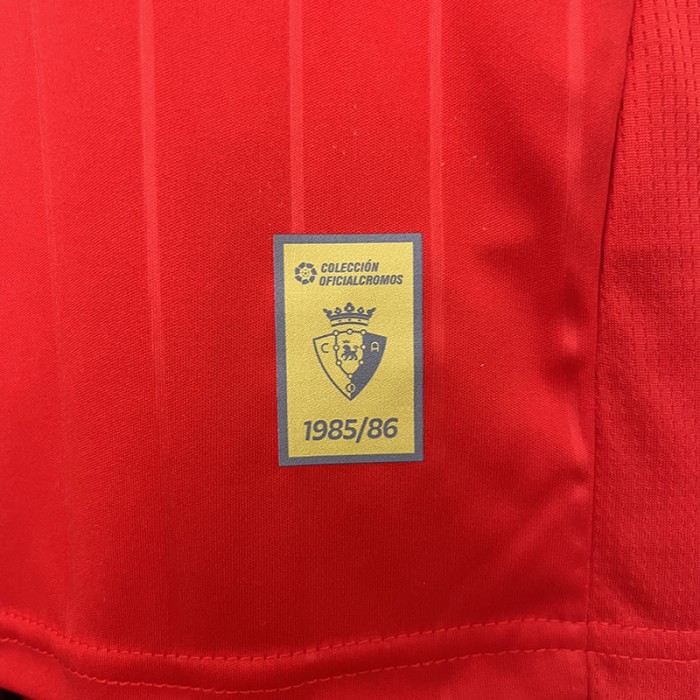 COLECCIÓN
OFICIALCROMOS
C A
O
1985/86